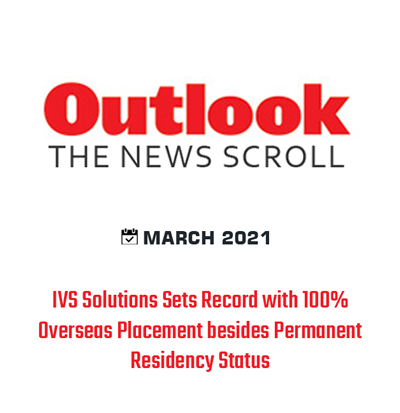 Outlook
THE NEWS SCROLL
MARCH 2021
IVS Solutions Sets Record with 100%
Overseas Placement besides Permanent
Residency Status